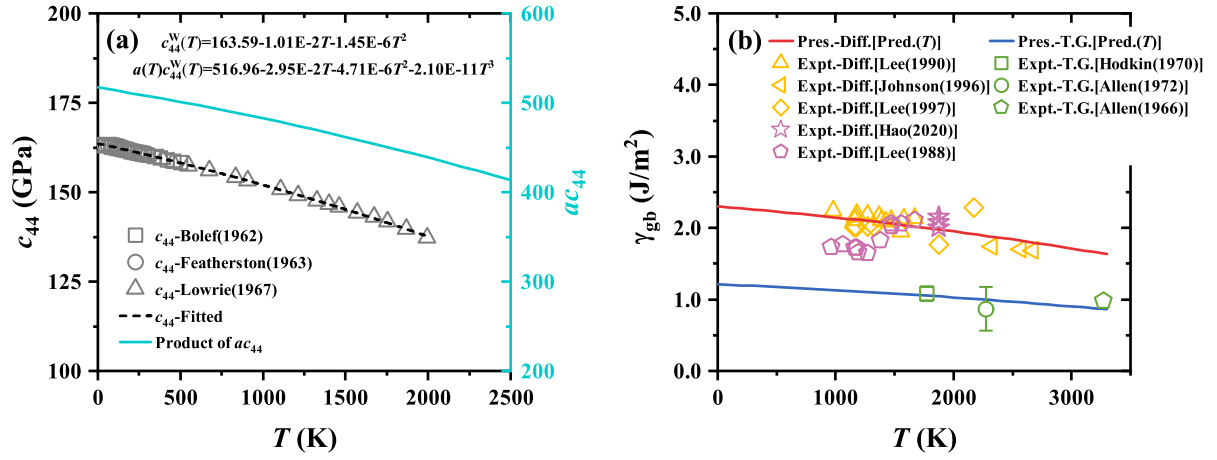 (a)
c₄₄ᵂ(T)=163.59-1.01E-2T-1.45E-6T²
a(T)c₄₄ᵂ(T)=516.96-2.95E-2T-4.71E-6T²-2.10E-11T³
200
175
150
125
100
c₄₄ (GPa)
600
500
400
300
200
ac₄₄
c₄₄-Bolef(1962)
c₄₄-Featherston(1963)
c₄₄-Lowrie(1967)
c₄₄-Fitted
Product of ac₄₄
0 500 1000 1500 2000 2500
T (K)
(b)
5.0
4.0
3.0
2.0
1.0
0.0
γgb (J/m²)
Pres.-Diff.[Pred.(T)]
Expt.-Diff.[Lee(1990)]
Expt.-Diff.[Johnson(1996)]
Expt.-Diff.[Lee(1997)]
Expt.-Diff.[Hao(2020)]
Expt.-Diff.[Lee(1988)]
Pres.-T.G.[Pred.(T)]
Expt.-T.G.[Hodkin(1970)]
Expt.-T.G.[Allen(1972)]
Expt.-T.G.[Allen(1966)]
0 1000 2000 3000
T (K)